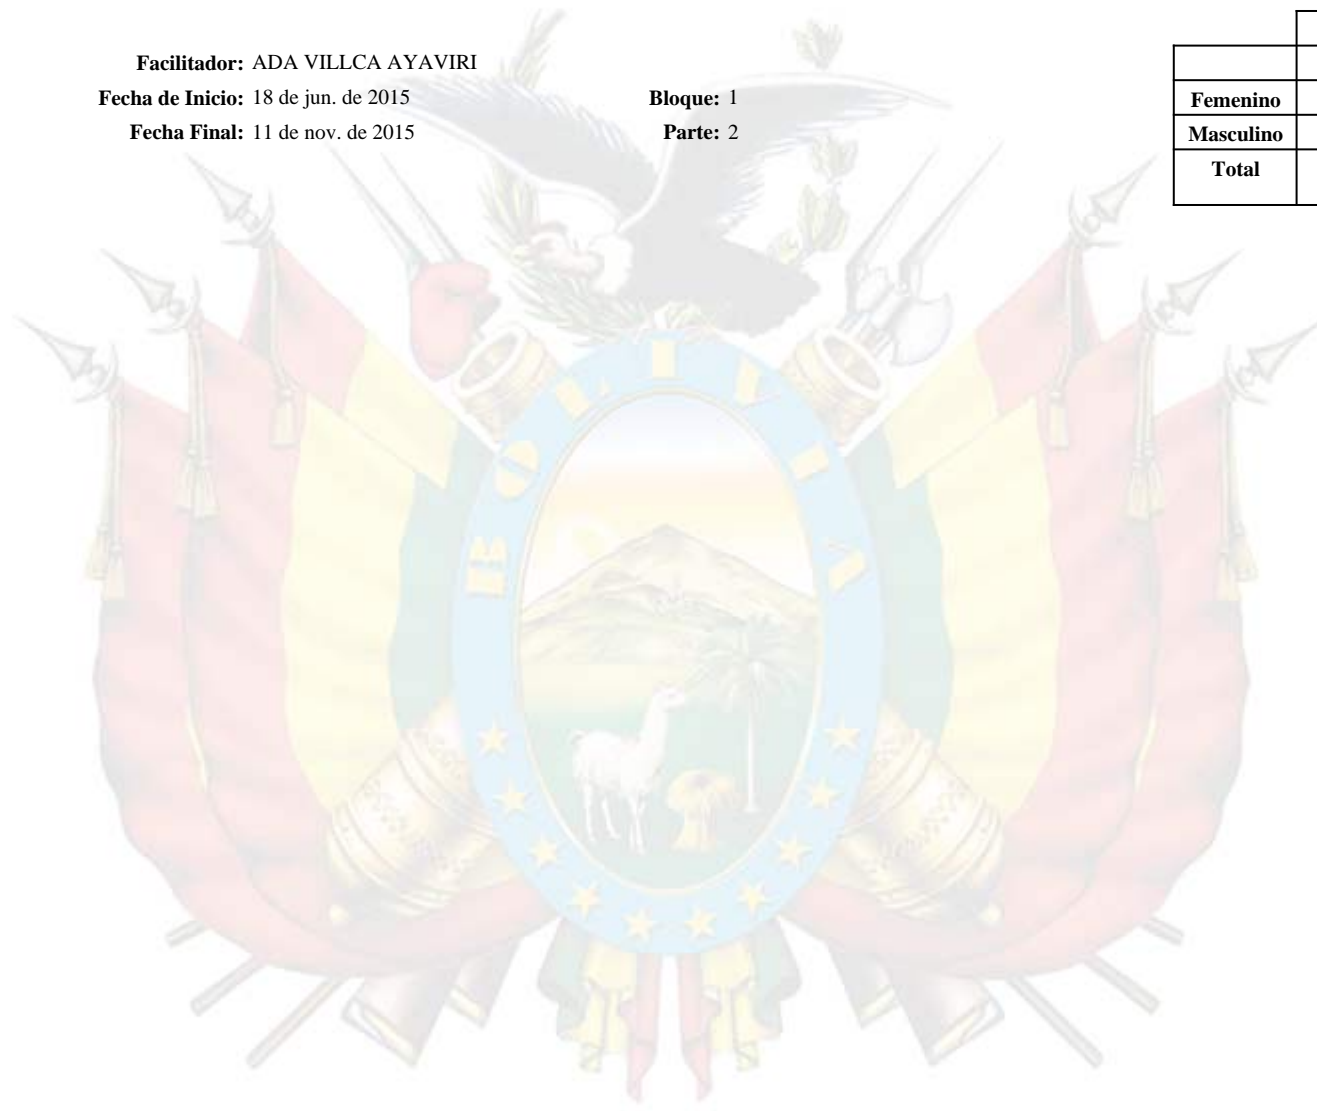 Facilitador: ADA VILLCA AYAVIRI
Fecha de Inicio: 18 de jun. de 2015 Bloque: 1
Fecha Final: 11 de nov. de 2015 Parte: 2
Femenino
Masculino
Total
BOLIVIA